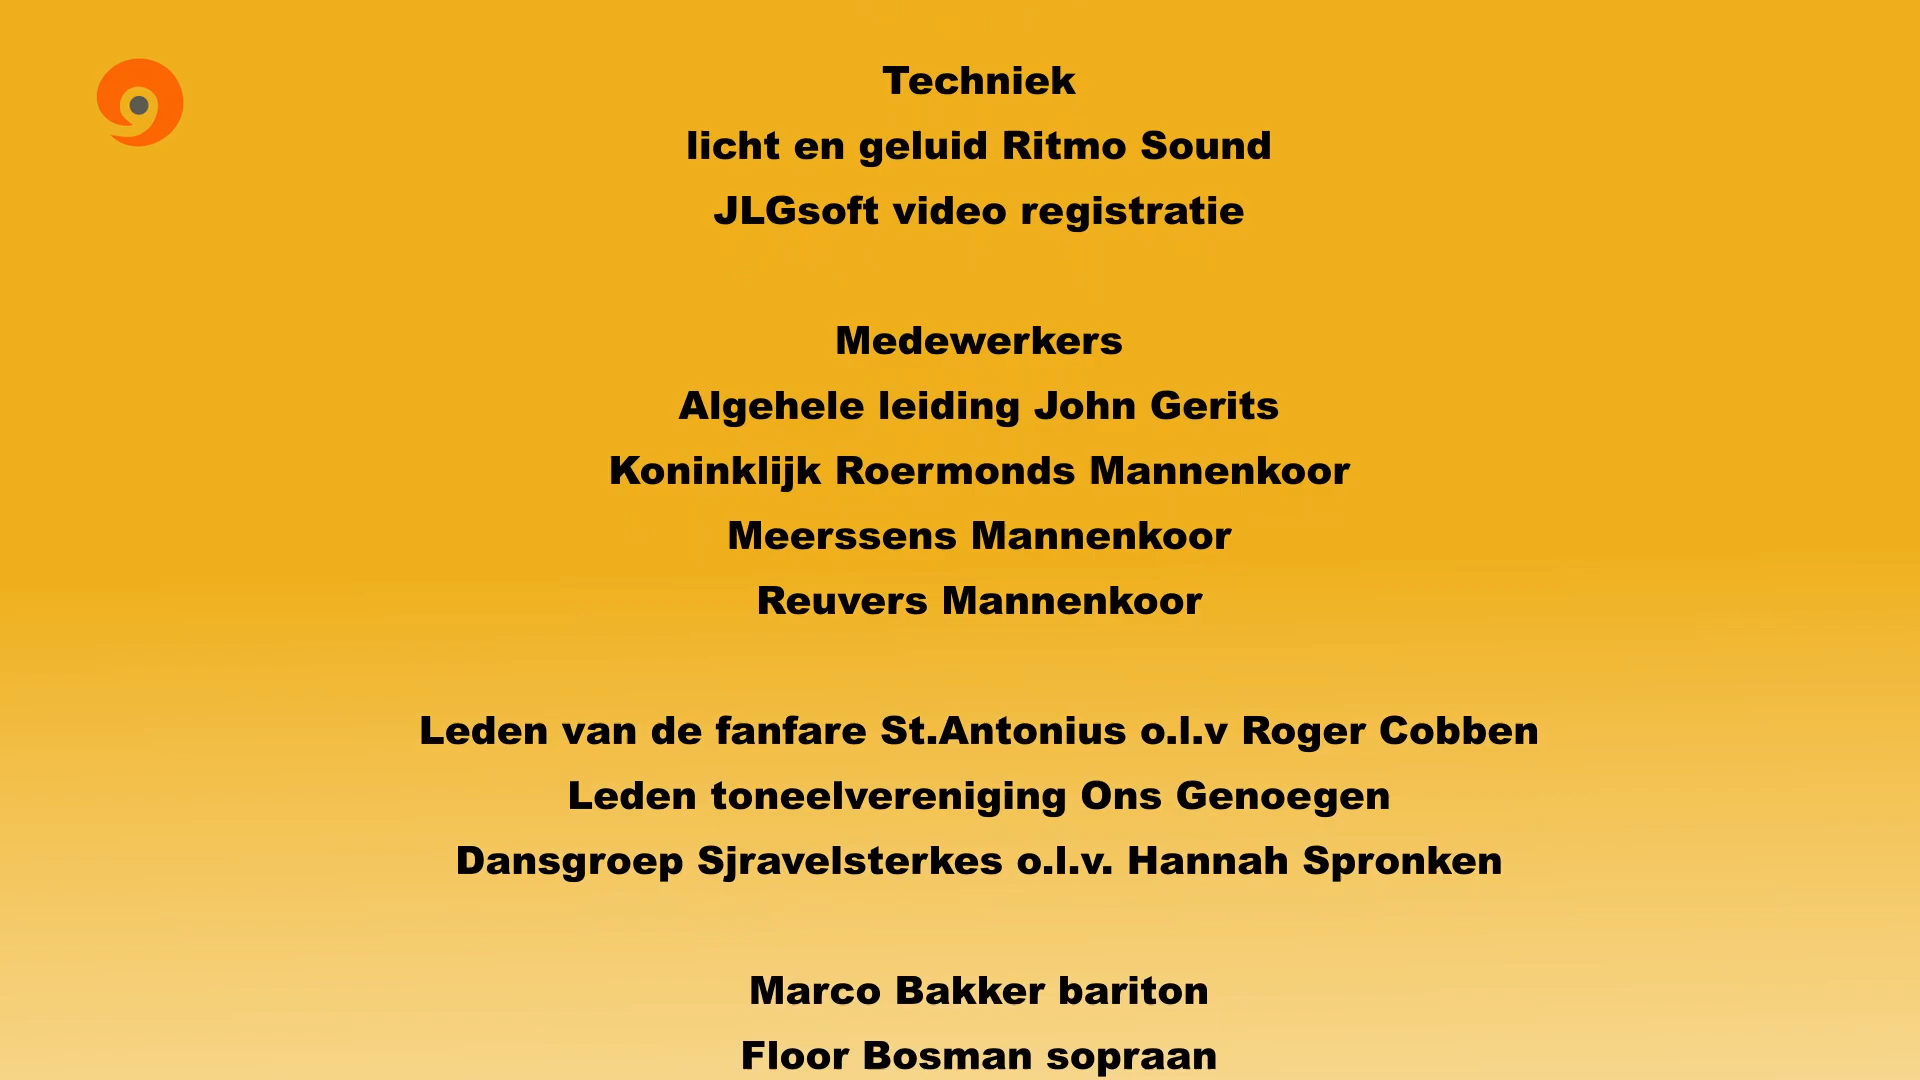 Techniek
licht en geluid Ritmo Sound
JLGsoft video registratie
Medewerkers
Algehele leiding John Gerits
Koninklijk Roermonds Mannenkoor
Meerssens Mannenkoor
Reuvers Mannenkoor
Leden van de fanfare St.Antonius o.l.v Roger Cobben
Leden toneelvereniging Ons Genoegen
Dansgroep Sjravelsterkes o.l.v. Hannah Spronken
Marco Bakker bariton
Floor Bosman sopraan